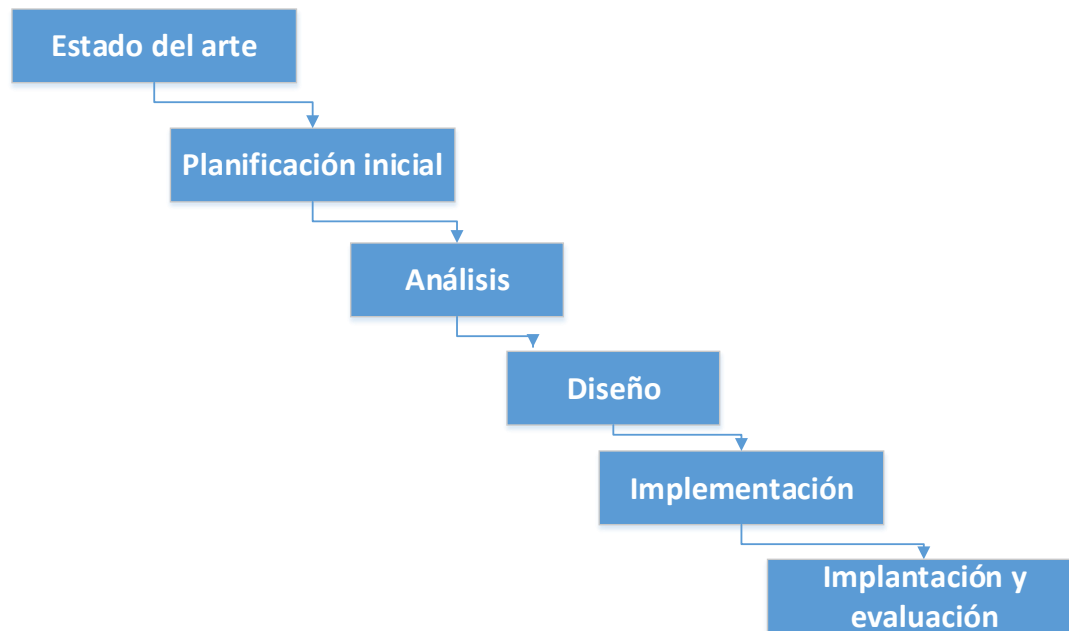 Estado del arte
Planificación inicial
Análisis
Diseño
Implementación
Implantación y
evaluación